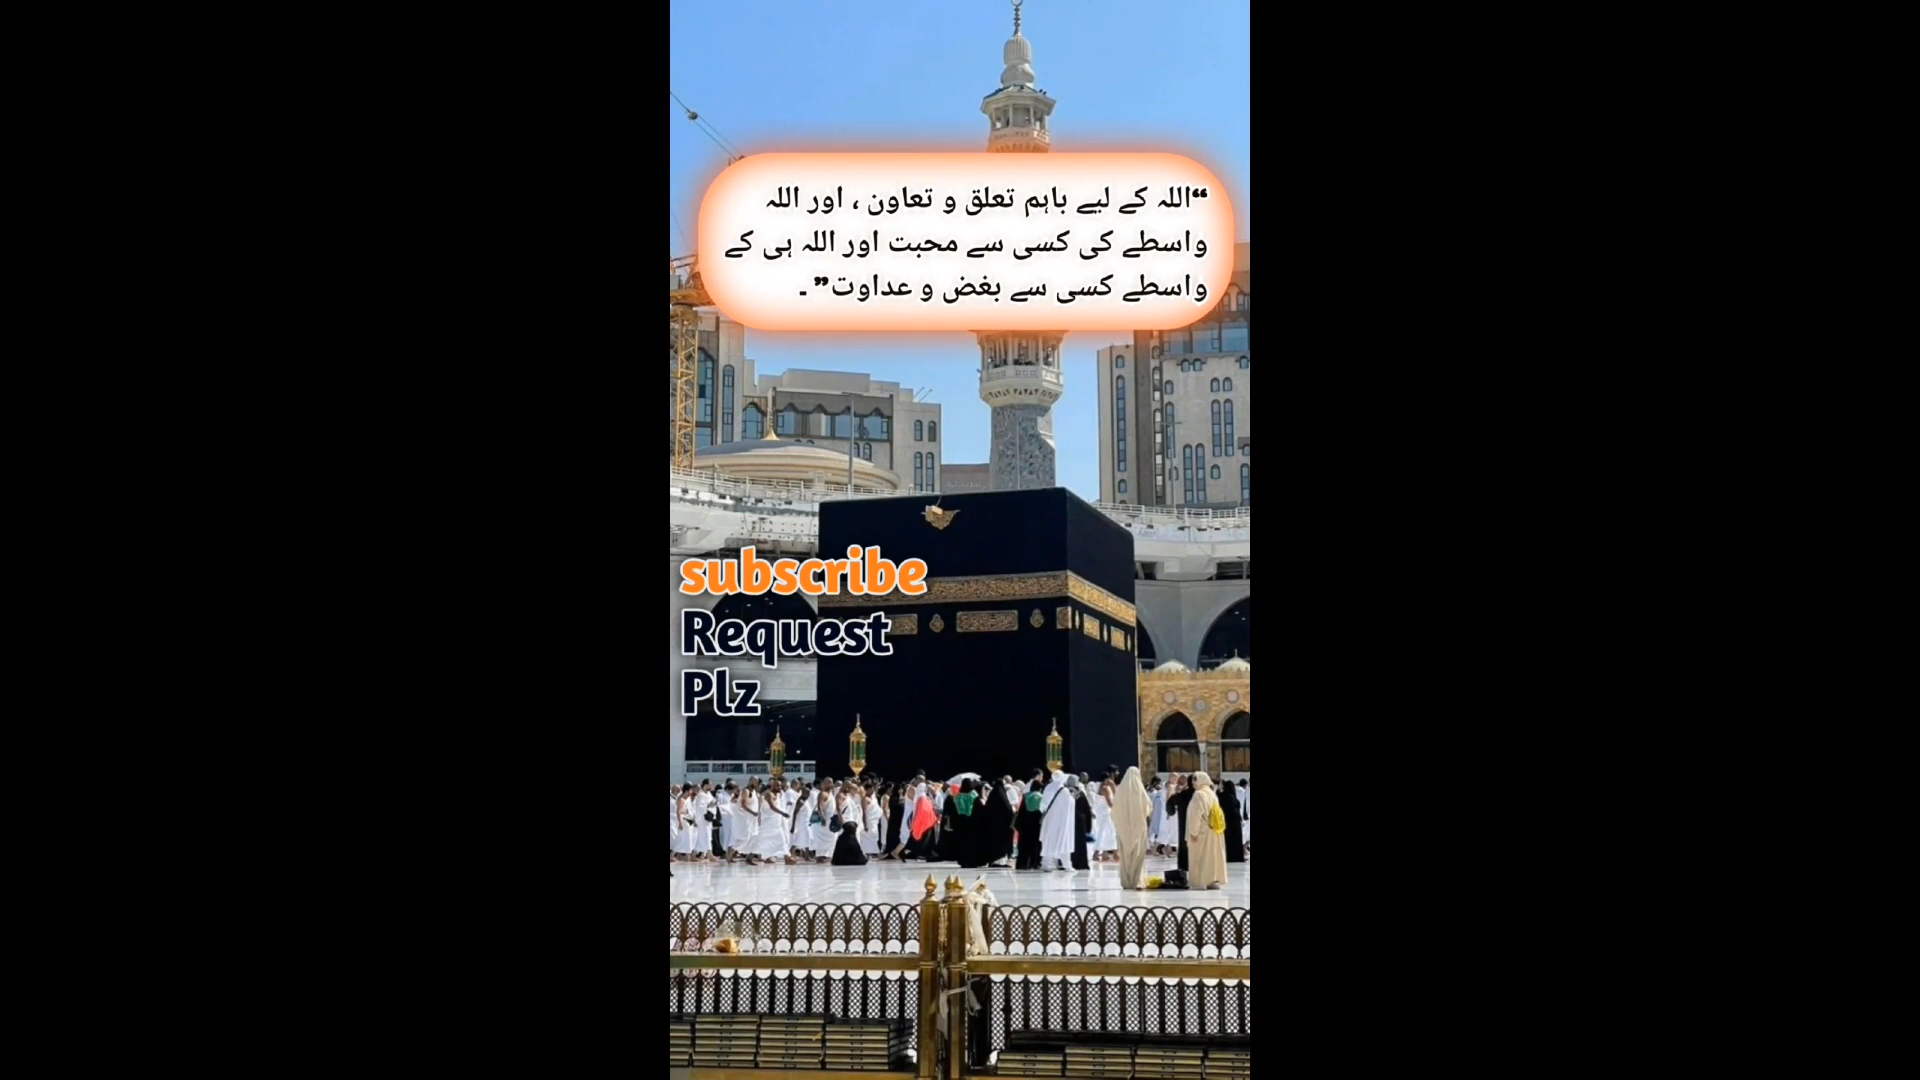 “اللہ کے لیے باہم تعلق و تعاون ، اور اللہ
واسطے کی کسی سے محبت اور اللہ ہی کے
واسطے کسی سے بغض و عداوت” ۔
subscribe
Request
Plz